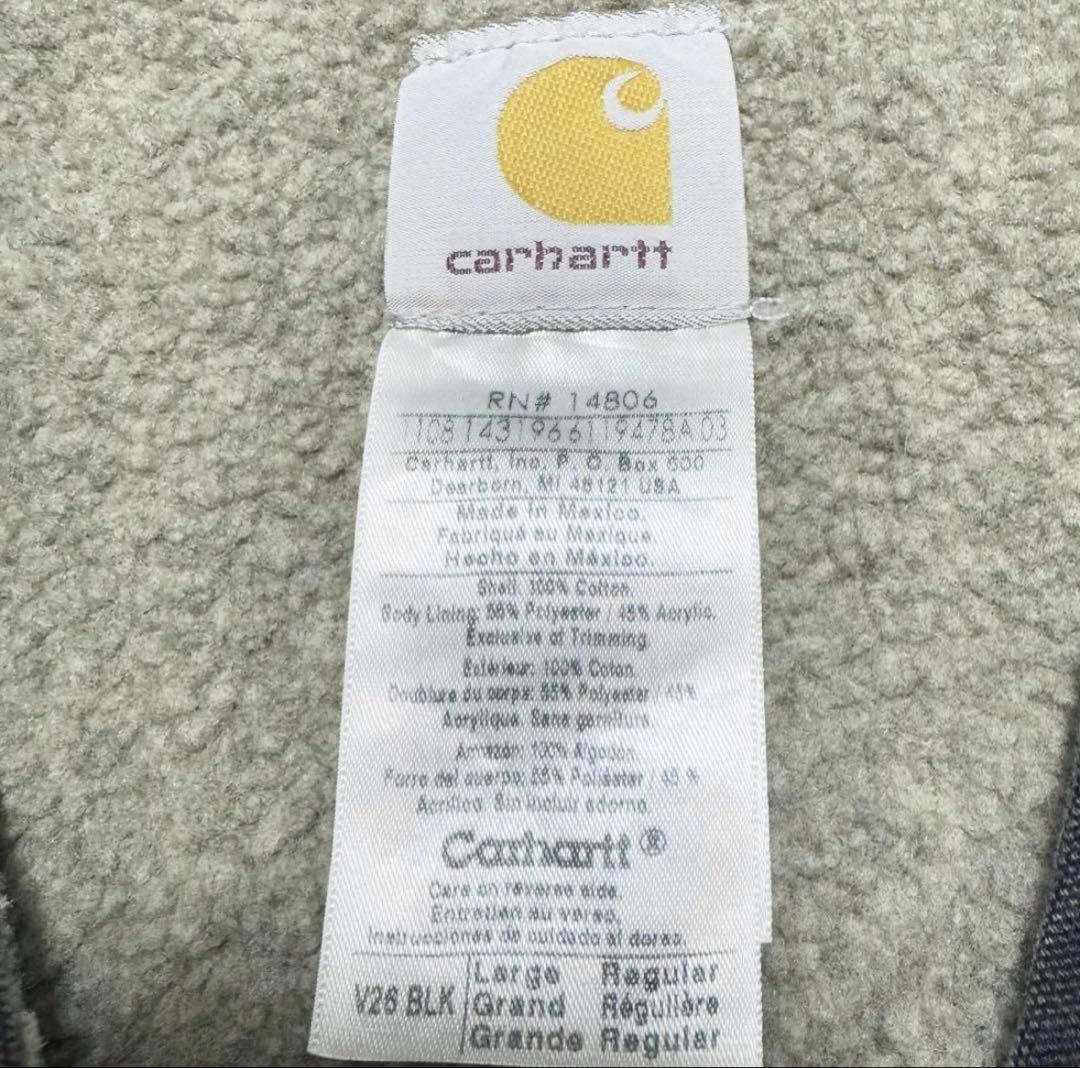 carhartt
RN# 14806
1108143196611947 8A 03
Carhartt, Inc. P. O. Box 600
Dearborn, MI 48121 USA
Made in Mexico.
Fabriqué au Mexique
Hecho en México.
Shell: 100% Cotton.
Body Lining: 55% Polyester / 45% Acrylic.
Exclusive of Trimming
Extérieur: 100% Coton.
Doublure du corps: 55% Polyester / 45%
Acrylique. Sans garniture.
Armazón: 100% Algodón.
Forro del cuerpo: 55% Poliéster / 45 %
Acrílico. Sin incluir adorno.
Carhartt®
Care on reverse side.
Entretien au verso.
Instrucciones de cuidado al dorso.
V26 BLK
Large Regular
Grand Régulière
Grande Regular